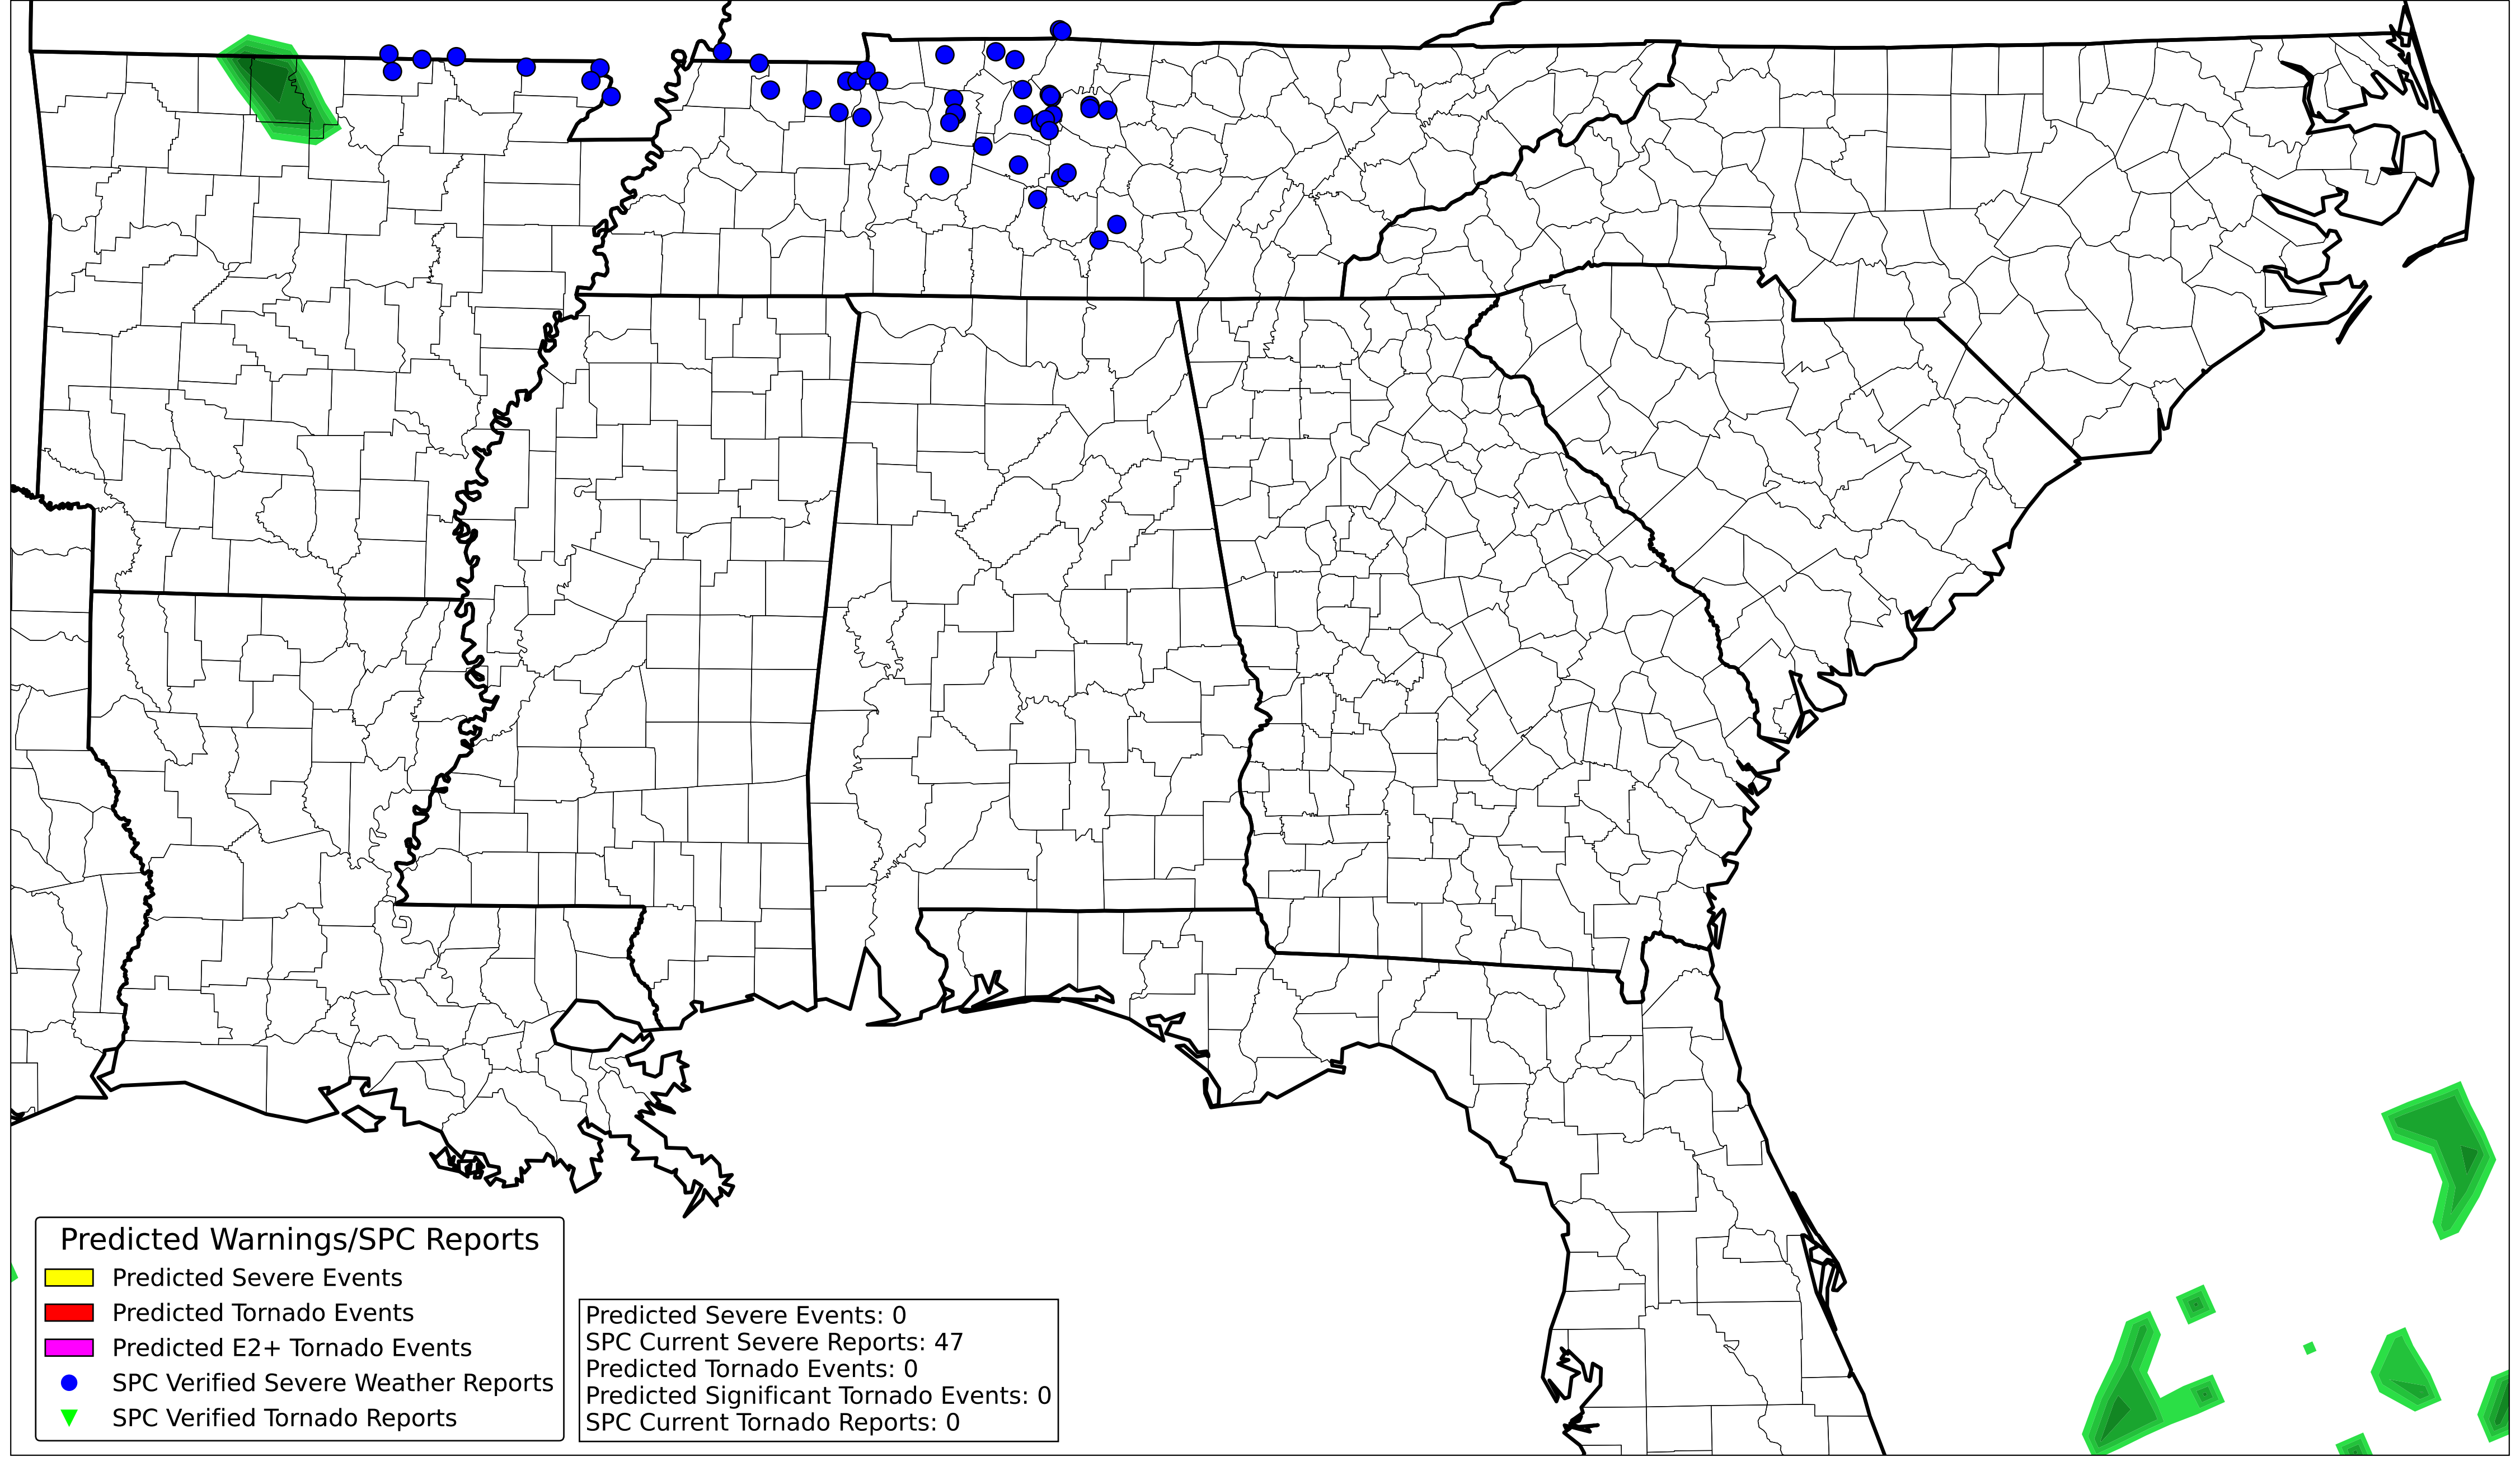 Predicted Warnings/SPC Reports
Predicted Severe Events
Predicted Tornado Events
Predicted E2+ Tornado Events
SPC Verified Severe Weather Reports
SPC Verified Tornado Reports
Predicted Severe Events: 0
SPC Current Severe Reports: 47
Predicted Tornado Events: 0
Predicted Significant Tornado Events: 0
SPC Current Tornado Reports: 0